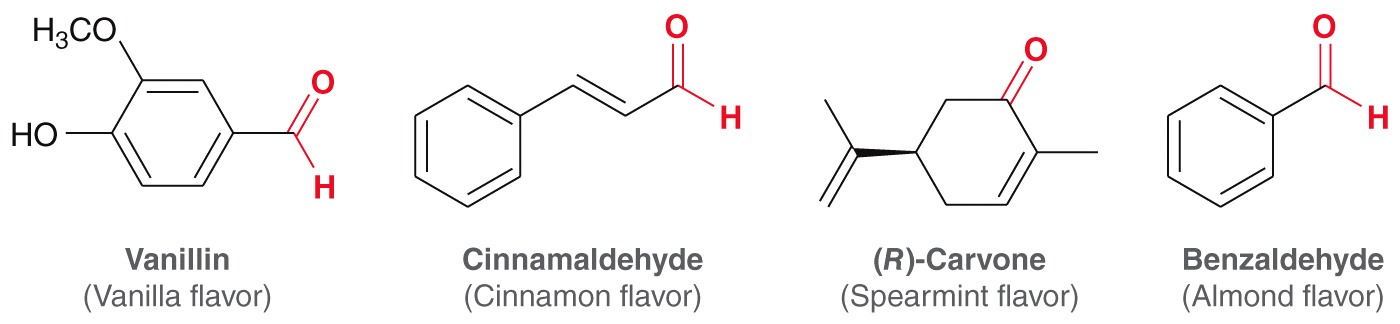 H₃CO
HO
O
H
Vanillin
(Vanilla flavor)
O
H
Cinnamaldehyde
(Cinnamon flavor)
O
(R)-Carvone
(Spearmint flavor)
O
H
Benzaldehyde
(Almond flavor)